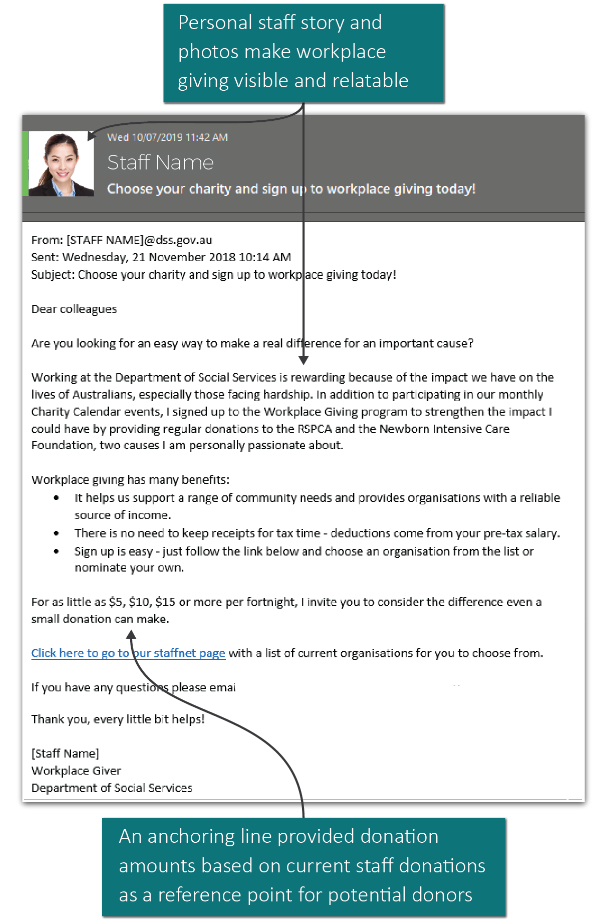 Personal staff story and
photos make workplace
giving visible and relatable
Wed 10/07/2019 11:42 AM
Staff Name
Choose your charity and sign up to workplace giving today!
From: [STAFF NAME]@dss.gov.au
Sent: Wednesday, 21 November 2018 10:14 AM
Subject: Choose your charity and sign up to workplace giving today!
Dear colleagues
Are you looking for an easy way to make a real difference for an important cause?
Working at the Department of Social Services is rewarding because of the impact we have on the
lives of Australians, especially those facing hardship. In addition to participating in our monthly
Charity Calendar events, I signed up to the Workplace Giving program to strengthen the impact I
could have by providing regular donations to the RSPCA and the Newborn Intensive Care
Foundation, two causes I am personally passionate about.
Workplace giving has many benefits:
• It helps us support a range of community needs and provides organisations with a reliable
source of income.
• There is no need to keep receipts for tax time - deductions come from your pre-tax salary.
• Sign up is easy - just follow the link below and choose an organisation from the list or
nominate your own.
For as little as $5, $10, $15 or more per fortnight, I invite you to consider the difference even a
small donation can make.
Click here to go to our staffnet page with a list of current organisations for you to choose from.
If you have any questions please emai
Thank you, every little bit helps!
[Staff Name]
Workplace Giver
Department of Social Services
An anchoring line provided donation
amounts based on current staff donations
as a reference point for potential donors